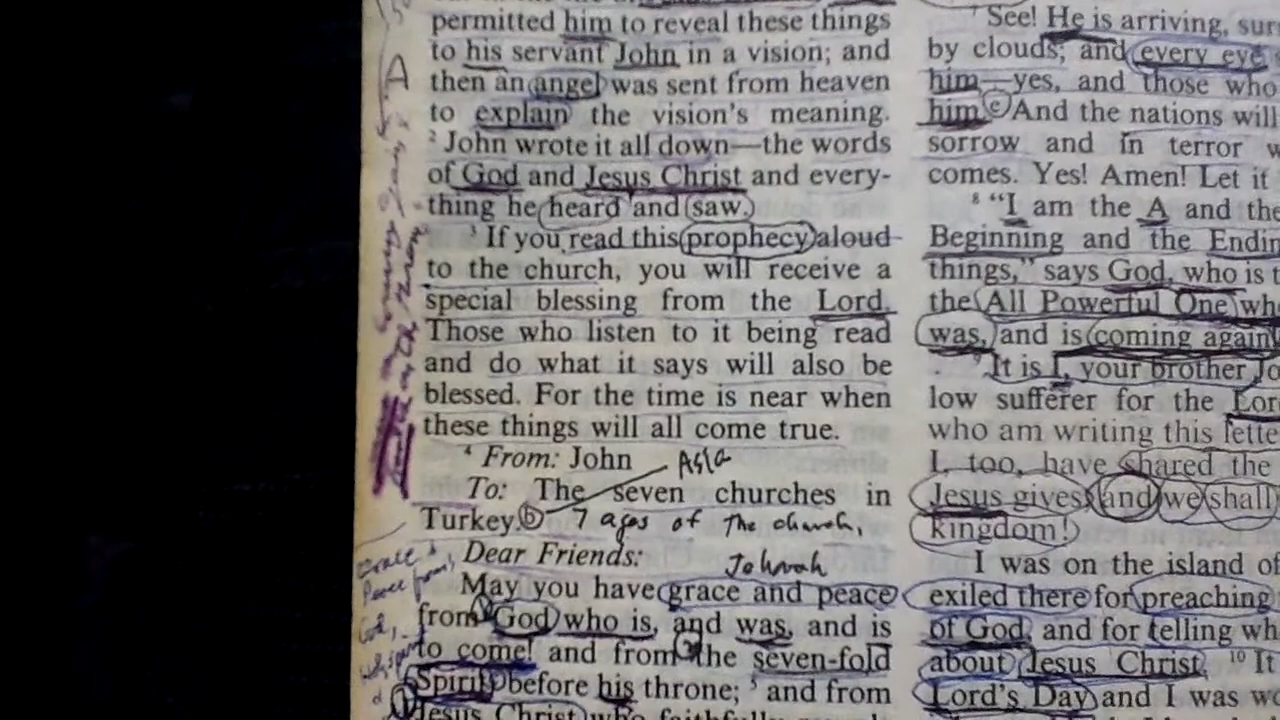 permitted him to reveal these things
to his servant John in a vision; and
then an angel was sent from heaven
to explain the vision's meaning.
2 John wrote it all down—the words
of God and Jesus Christ and every-
thing he heard and saw.
3 If you read this prophecy aloud
to the church, you will receive a
special blessing from the Lord.
Those who listen to it being read
and do what it says will also be
blessed. For the time is near when
these things will all come true.
4 From: John
Asia
To: The seven churches in
Turkey. b 7 ages of The church.
Dear Friends:
Jehovah
May you have grace and peace
from God who is, and was, and is
to come! and from the seven-fold
Spirit before his throne; 5 and from
Jesus Christ who faithfully
Grace &
Peace from
God,
7 See! He is arriving,
by clouds; and every eye
him—yes, and those who
him. c And the nations will
sorrow and in terror
comes. Yes! Amen! Let it
8 "I am the A and the
Beginning and the
things," says God, who is
the All Powerful One
was, and is coming again
9 It is I, your brother
low sufferer for the
who am writing this
I, too, have shared the
Jesus gives, and we shall
kingdom!
I was on the island of
exiled there for preaching
of God, and for telling
about Jesus Christ. 10 It
Lord's Day and I was